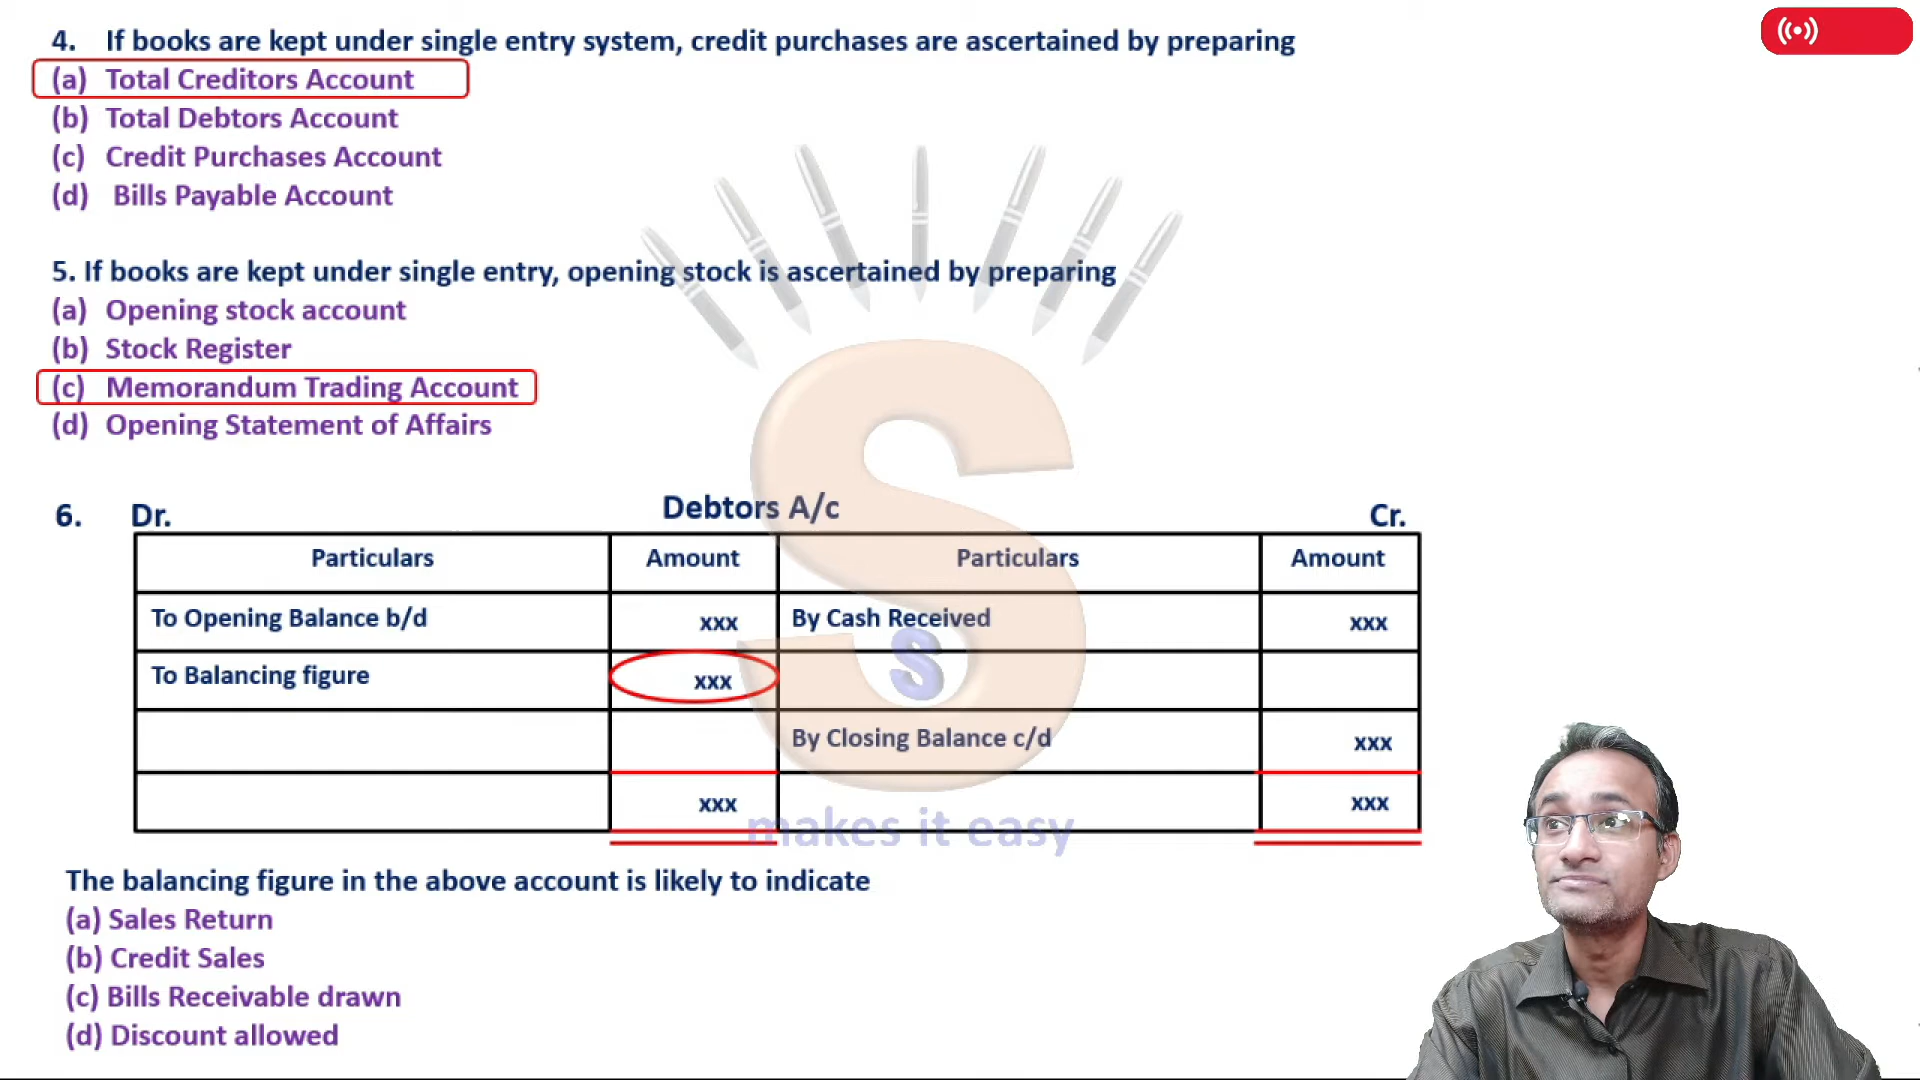 4. If books are kept under single entry system, credit purchases are ascertained by preparing
(a) Total Creditors Account
(b) Total Debtors Account
(c) Credit Purchases Account
(d) Bills Payable Account
5. If books are kept under single entry, opening stock is ascertained by preparing
(a) Opening stock account
(b) Stock Register
(c) Memorandum Trading Account
(d) Opening Statement of Affairs
6. Dr. Debtors A/c Cr.
Particulars Amount Particulars Amount
To Opening Balance b/d xxx By Cash Received xxx
To Balancing figure xxx
By Closing Balance c/d xxx
xxx xxx
S
S
makes it easy
The balancing figure in the above account is likely to indicate
(a) Sales Return
(b) Credit Sales
(c) Bills Receivable drawn
(d) Discount allowed